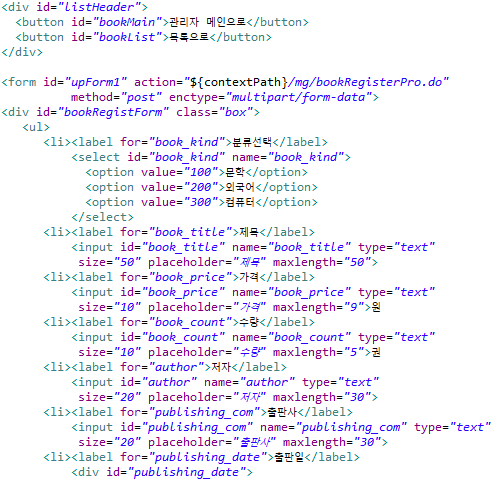 <div id="listHeader">
<button id="bookMain">관리자 메인으로</button>
<button id="bookList">목록으로</button>
</div>
<form id="upForm1" action="${contextPath}/mg/bookRegisterPro.do"
method="post" enctype="multipart/form-data">
<div id="bookRegistForm" class="box">
<ul>
<li><label for="book_kind">분류선택</label>
<select id="book_kind" name="book_kind">
<option value="100">문학</option>
<option value="200">외국어</option>
<option value="300">컴퓨터</option>
</select>
<li><label for="book_title">제목</label>
<input id="book_title" name="book_title" type="text"
size="50" placeholder="제목" maxlength="50">
<li><label for="book_price">가격</label>
<input id="book_price" name="book_price" type="text"
size="10" placeholder="가격" maxlength="9">원
<li><label for="book_count">수량</label>
<input id="book_count" name="book_count" type="text"
size="10" placeholder="수량" maxlength="5">권
<li><label for="author">저자</label>
<input id="author" name="author" type="text"
size="20" placeholder="저자" maxlength="30">
<li><label for="publishing_com">출판사</label>
<input id="publishing_com" name="publishing_com" type="text"
size="20" placeholder="출판사" maxlength="30">
<li><label for="publishing_date">출판일</label>
<div id="publishing_date">